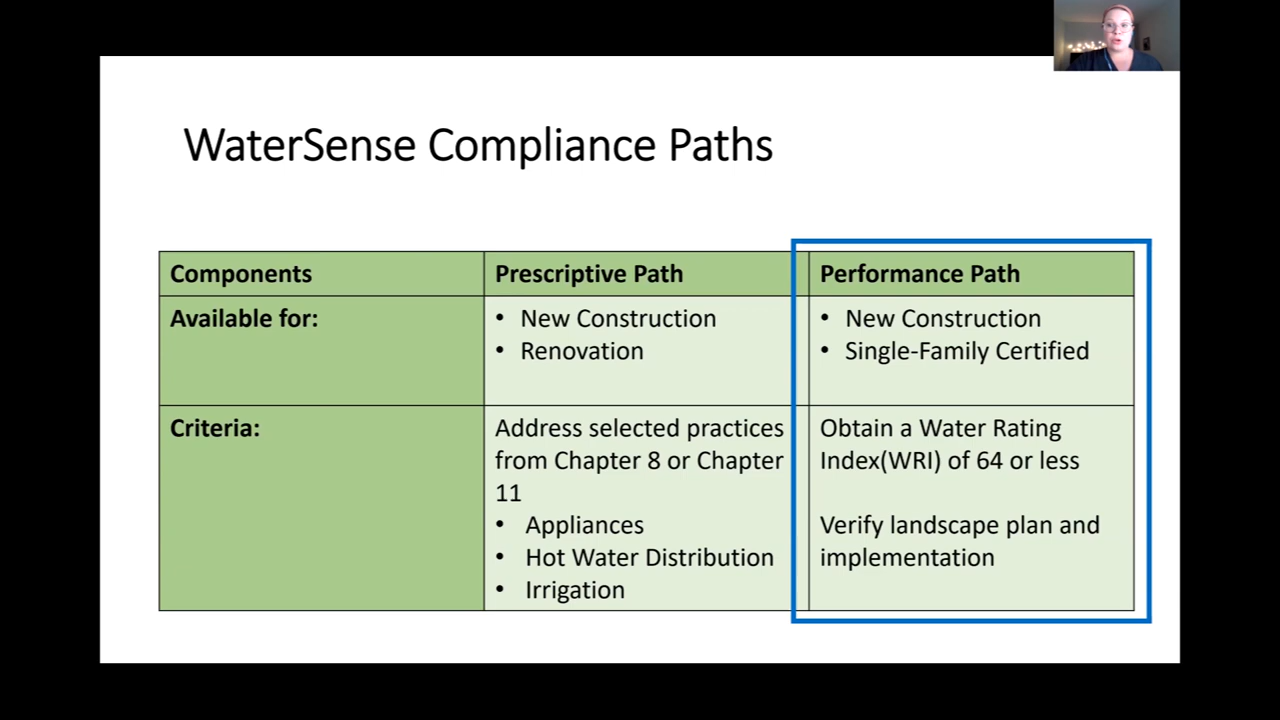 WaterSense Compliance Paths
Components
Prescriptive Path
Performance Path
Available for:
• New Construction
• Renovation
• New Construction
• Single-Family Certified
Criteria:
Address selected practices
from Chapter 8 or Chapter
11
• Appliances
• Hot Water Distribution
• Irrigation
Obtain a Water Rating
Index(WRI) of 64 or less
Verify landscape plan and
implementation